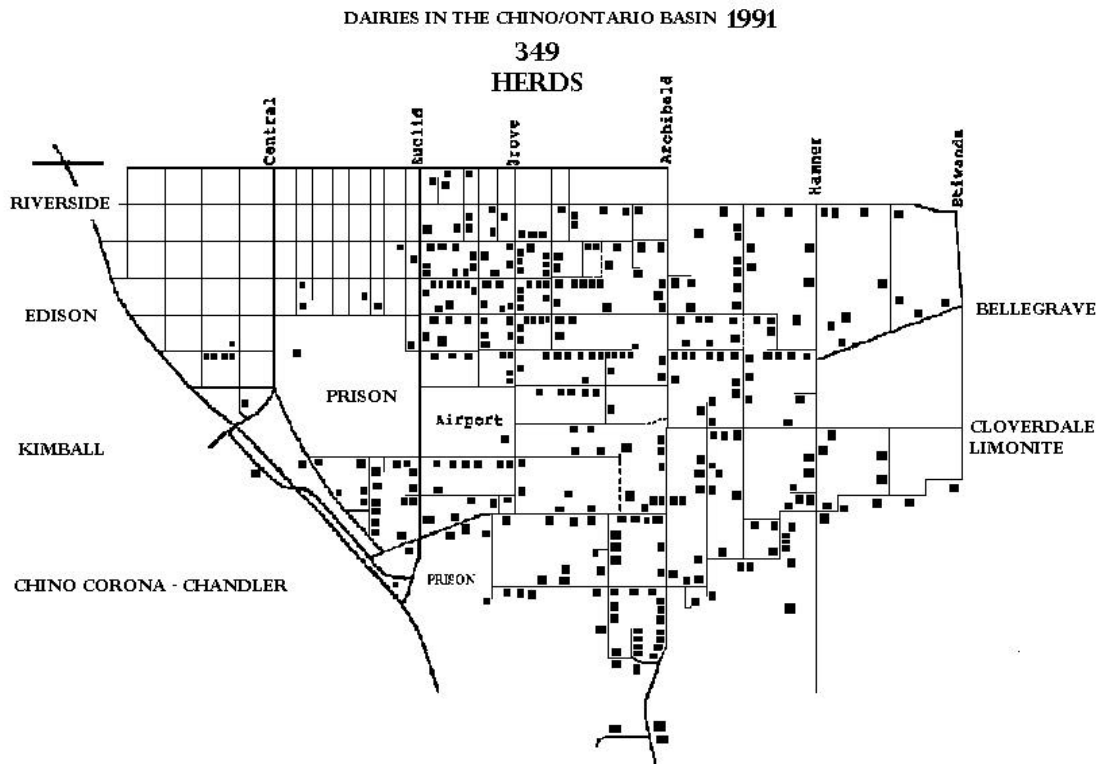 DAIRIES IN THE CHINO/ONTARIO BASIN 1991
349
HERDS
Central
Euclid
Grove
Archibald
Hamner
Etiwanda
RIVERSIDE
EDISON
BELLEGRAVE
PRISON
Airport
KIMBALL
CLOVERDALE
LIMONITE
CHINO CORONA - CHANDLER
PRISON